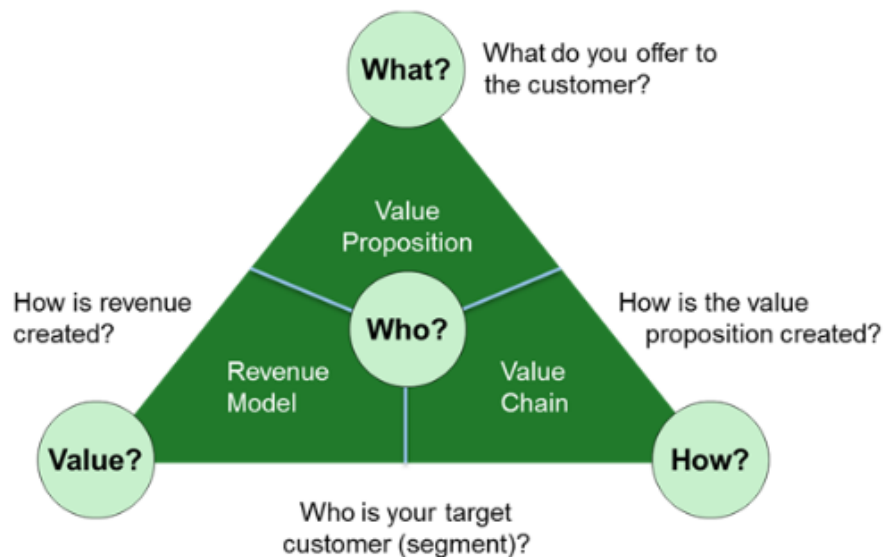 What?
What do you offer to
the customer?
Value
Proposition
How is revenue
created?
Who?
How is the value
proposition created?
Revenue
Model
Value
Chain
Value?
How?
Who is your target
customer (segment)?